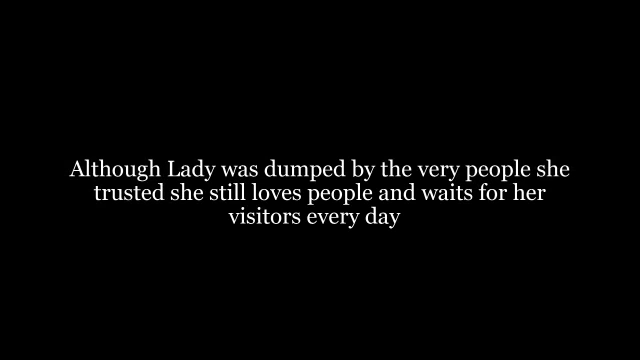 Although Lady was dumped by the very people she
trusted she still loves people and waits for her
visitors every day